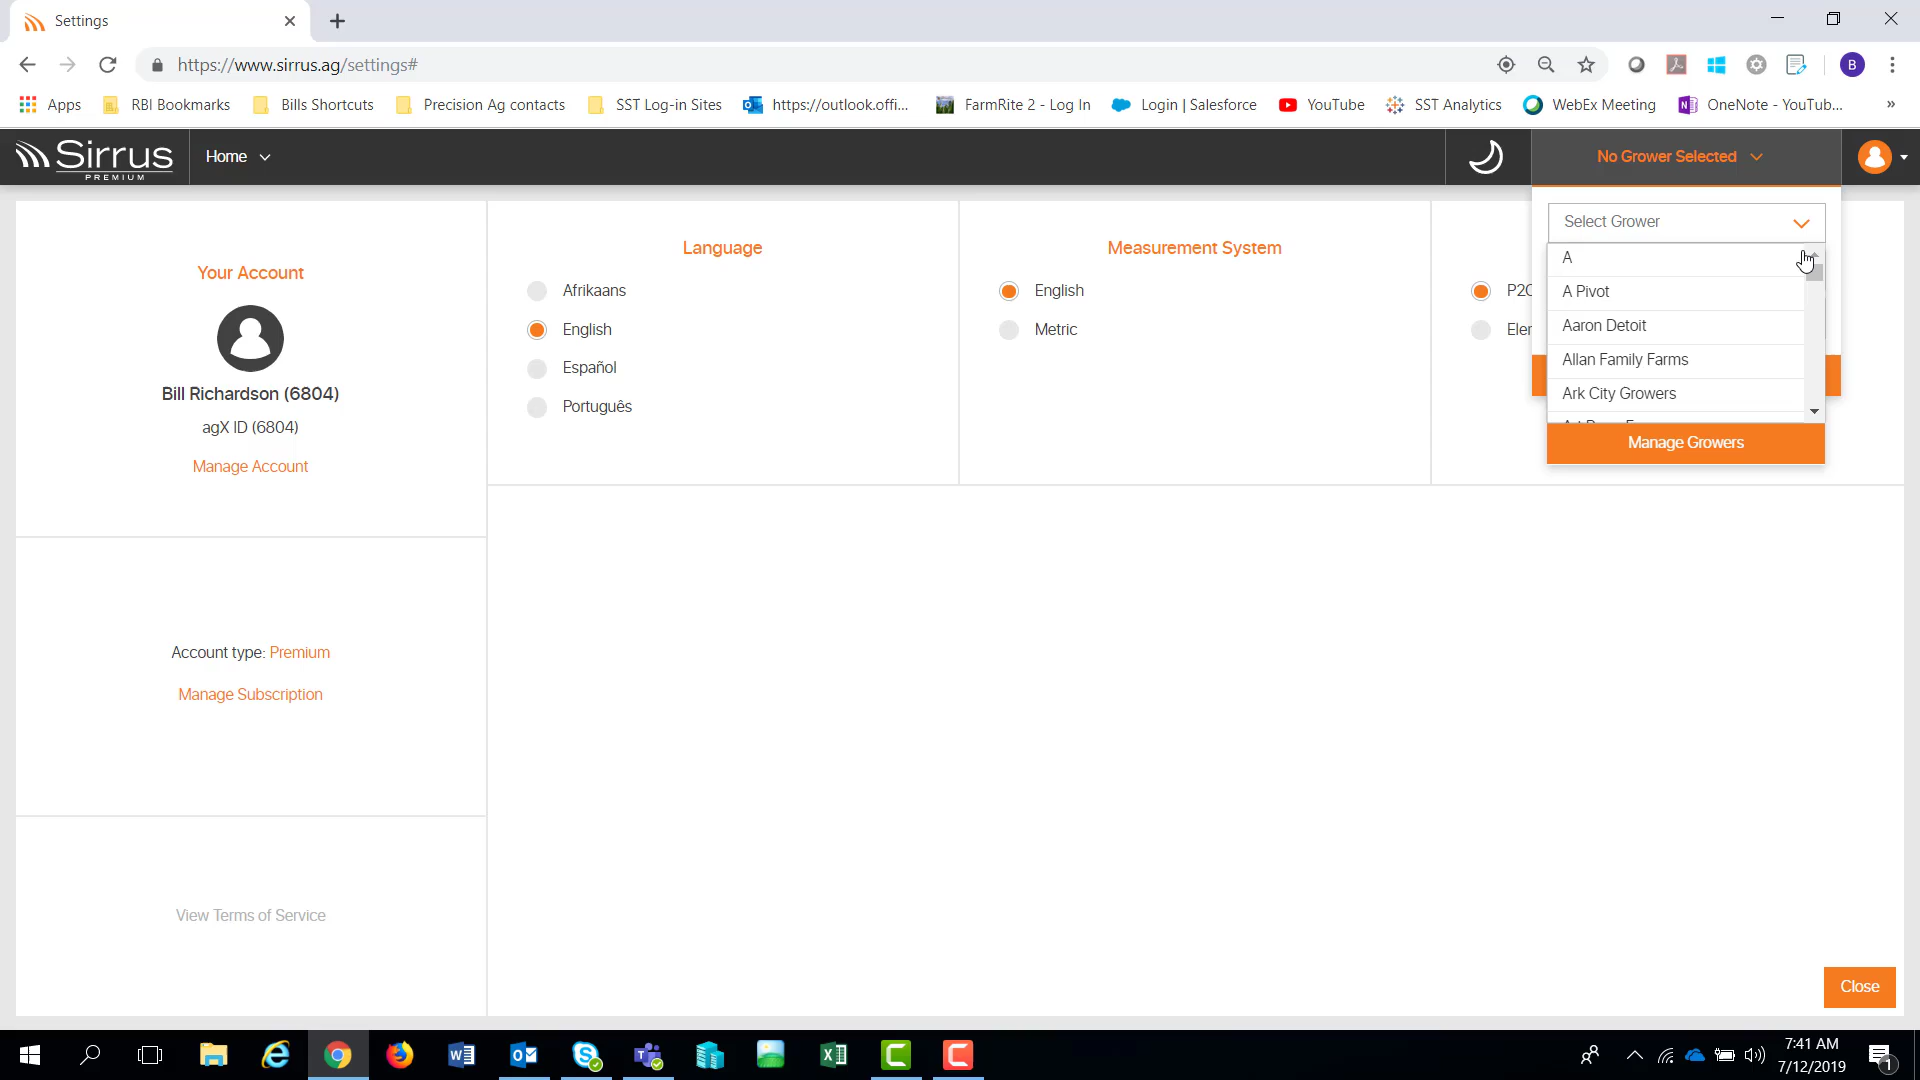 Settings
https://www.sirrus.ag/settings#
B
Apps
RBI Bookmarks
Bills Shortcuts
Precision Ag contacts
SST Log-in Sites
https://outlook.offi...
FarmRite 2 - Log In
Login | Salesforce
YouTube
SST Analytics
WebEx Meeting
OneNote - YouTub...
»
Sirrus
PREMIUM
Home
No Grower Selected
Select Grower
A
A Pivot
Aaron Detoit
Allan Family Farms
Ark City Growers
Manage Growers
Your Account
Bill Richardson (6804)
agX ID (6804)
Manage Account
Account type: Premium
Manage Subscription
View Terms of Service
Language
Afrikaans
English
Español
Português
Measurement System
English
Metric
Close
7:41 AM
7/12/2019
1